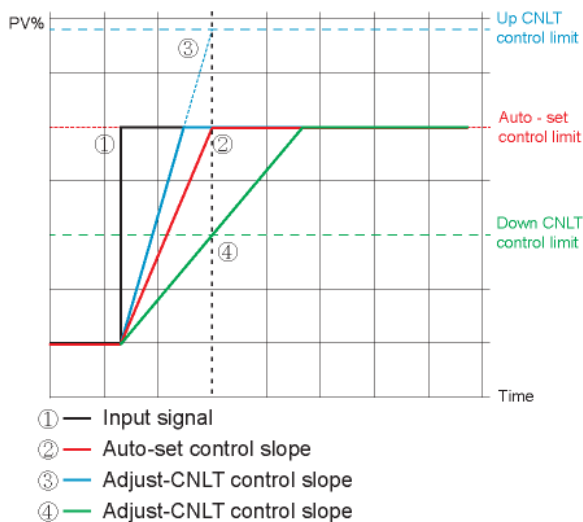 PV%
Up CNLT
control limit
③
①
②
Auto - set
control limit
Down CNLT
control limit
④
Time
① Input signal
② Auto-set control slope
③ Adjust-CNLT control slope
④ Adjust-CNLT control slope